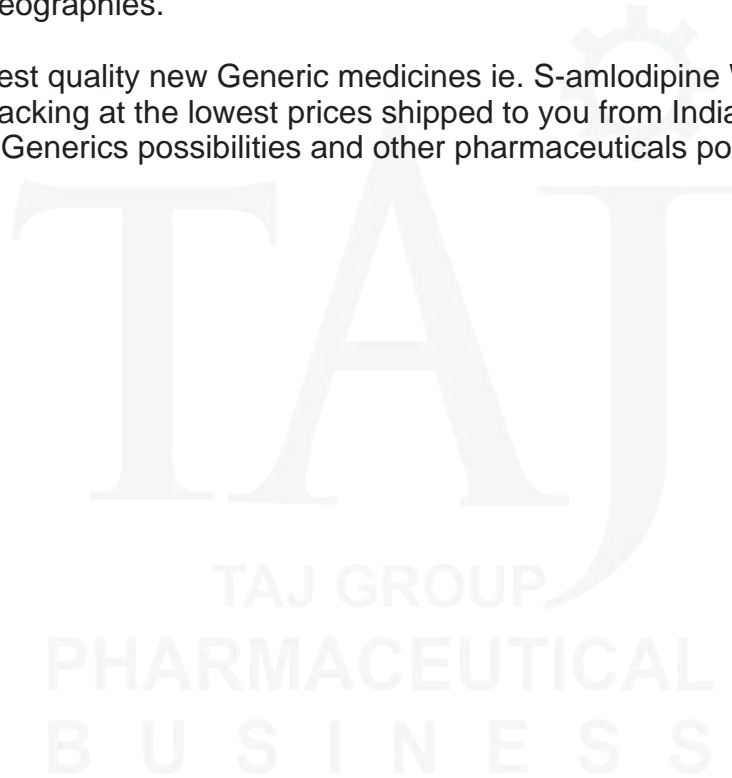 eographies.
est quality new Generic medicines ie. S-amlodipine
acking at the lowest prices shipped to you from India
Generics possibilities and other pharmaceuticals po
TAJ
TAJ GROUP
PHARMACEUTICAL
BUSINESS